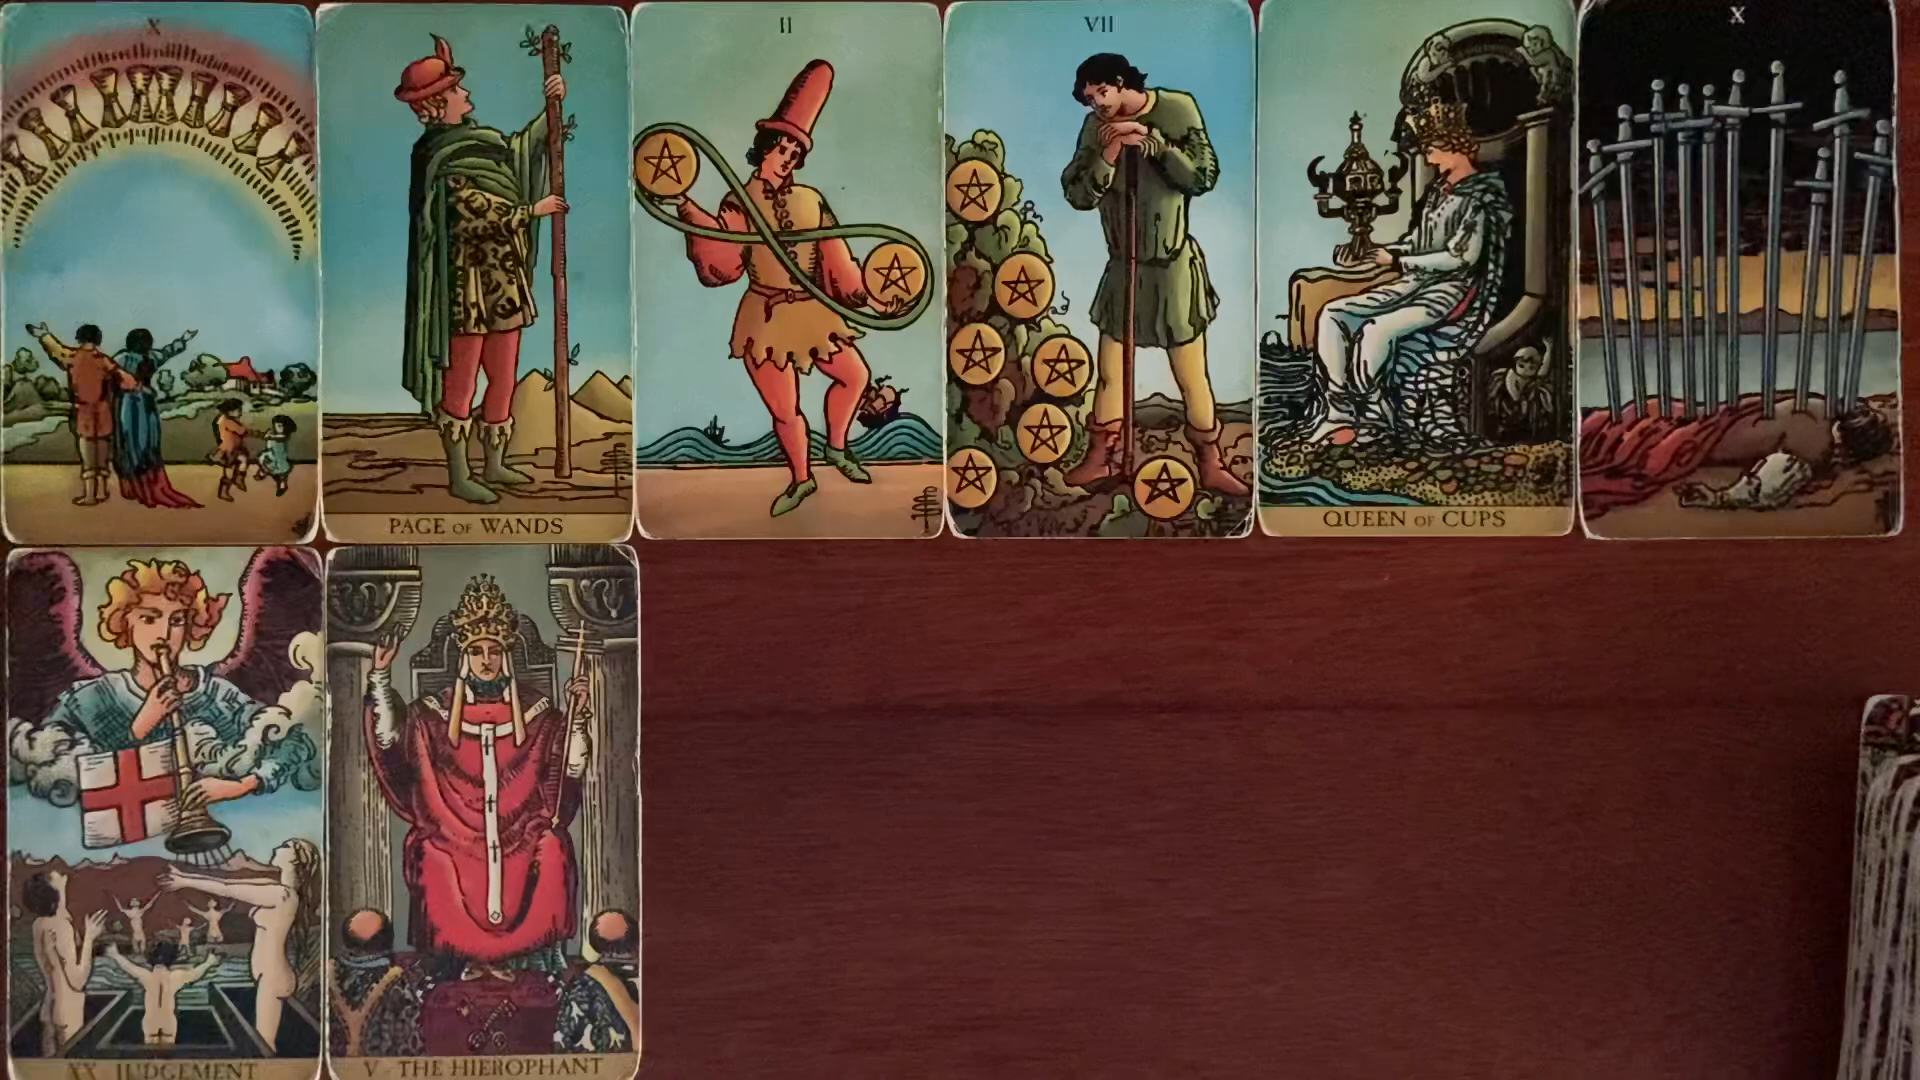 X
PAGE OF WANDS
II
VII
QUEEN OF CUPS
X
XX JUDGEMENT
V - THE HIEROPHANT